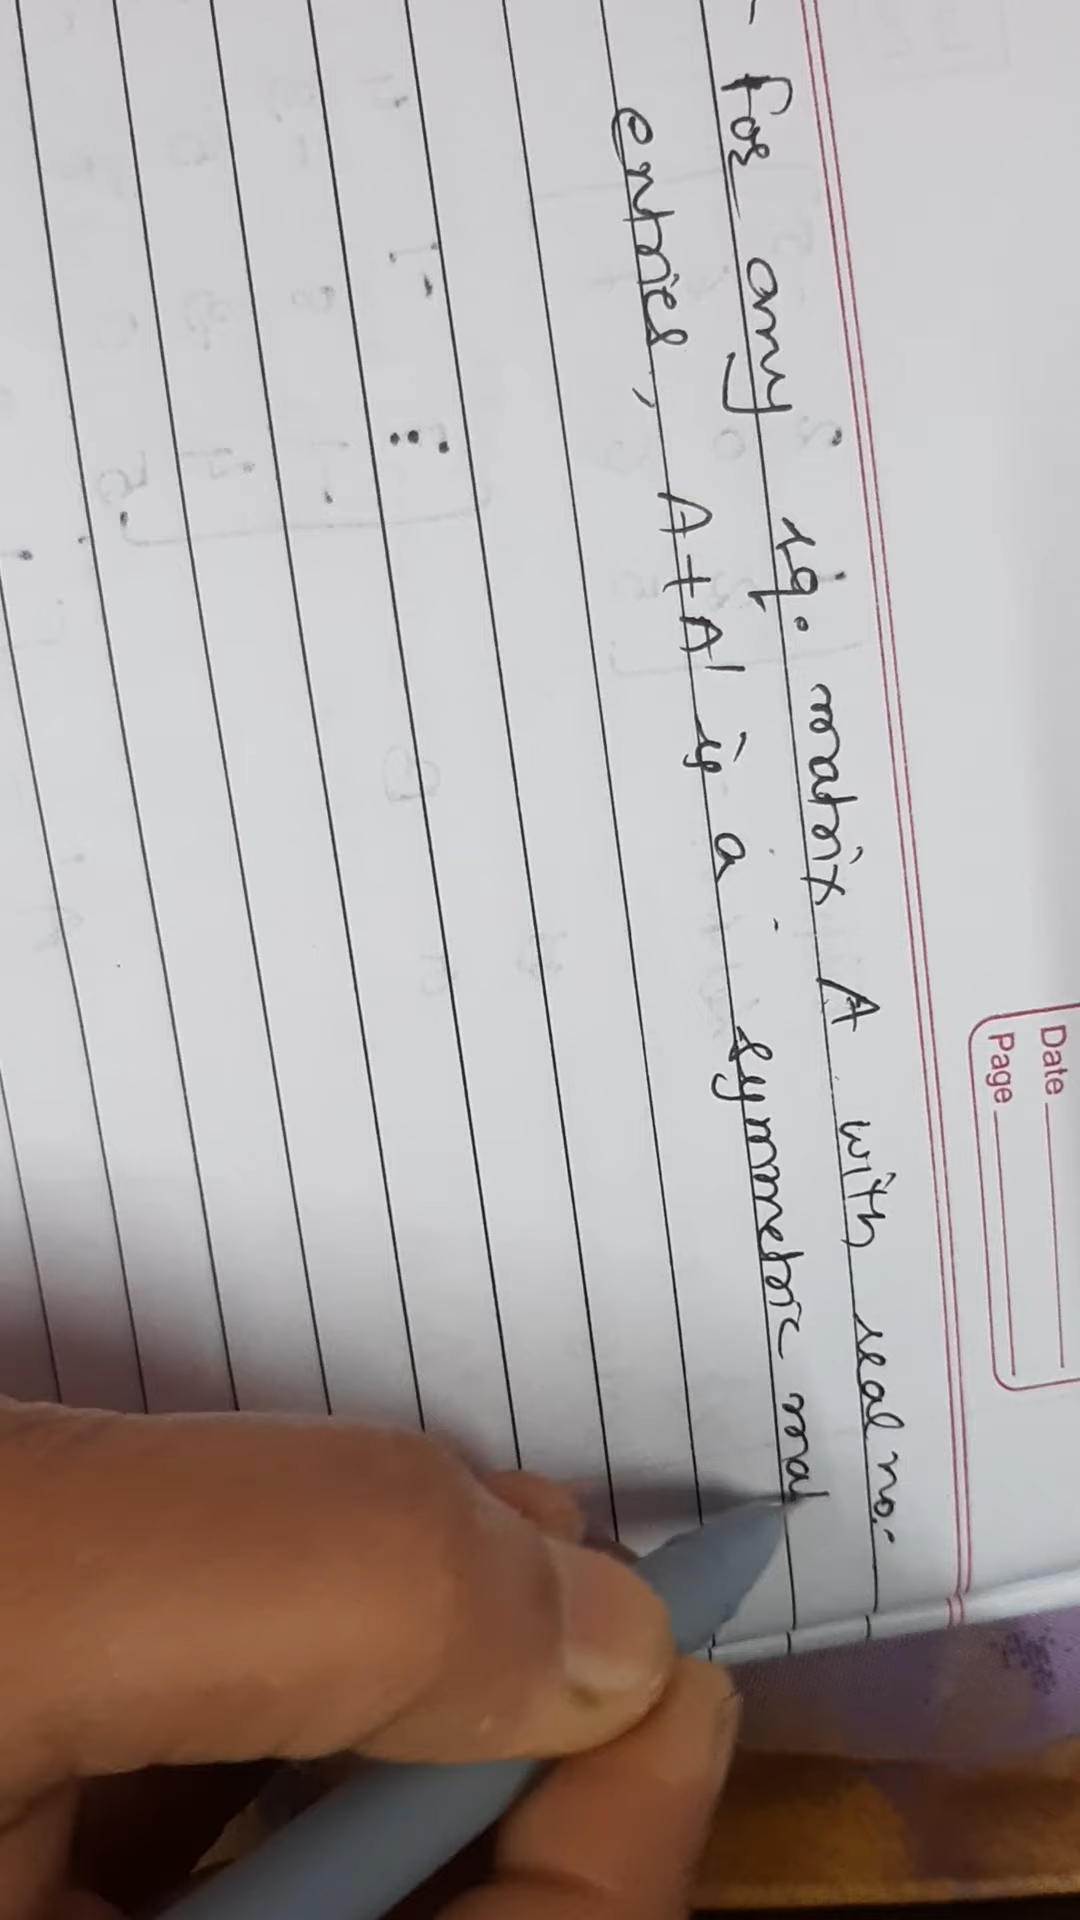 Date
Page
- for any sq. matrix A with real no.
entries, A+A' is a symmetric mat